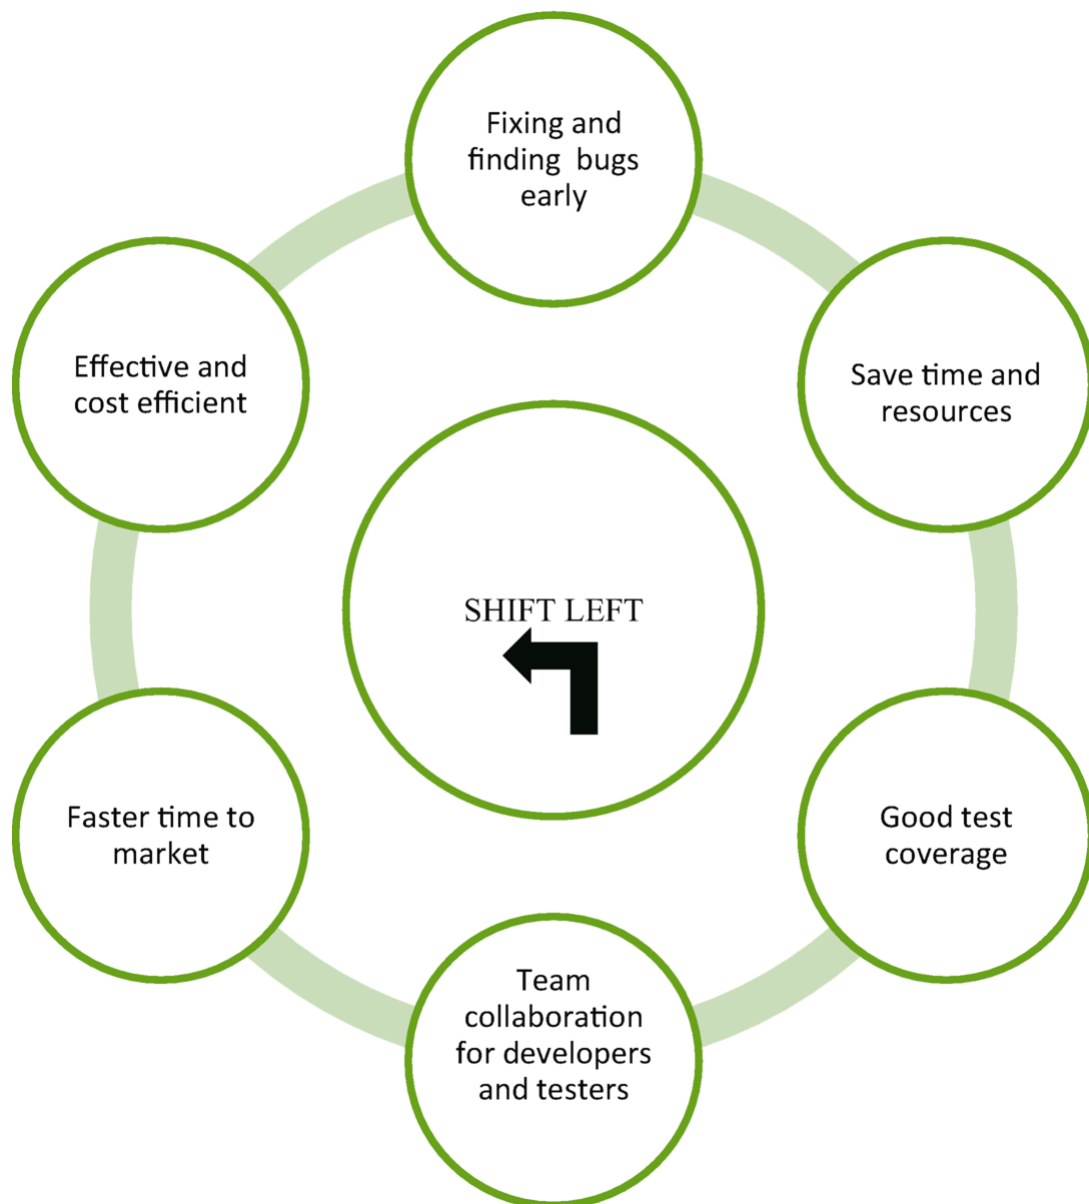 Fixing and
finding  bugs
early
Save time and
resources
Good test
coverage
Team
collaboration
for developers
and testers
Faster time to
market
Effective and
cost efficient
SHIFT LEFT